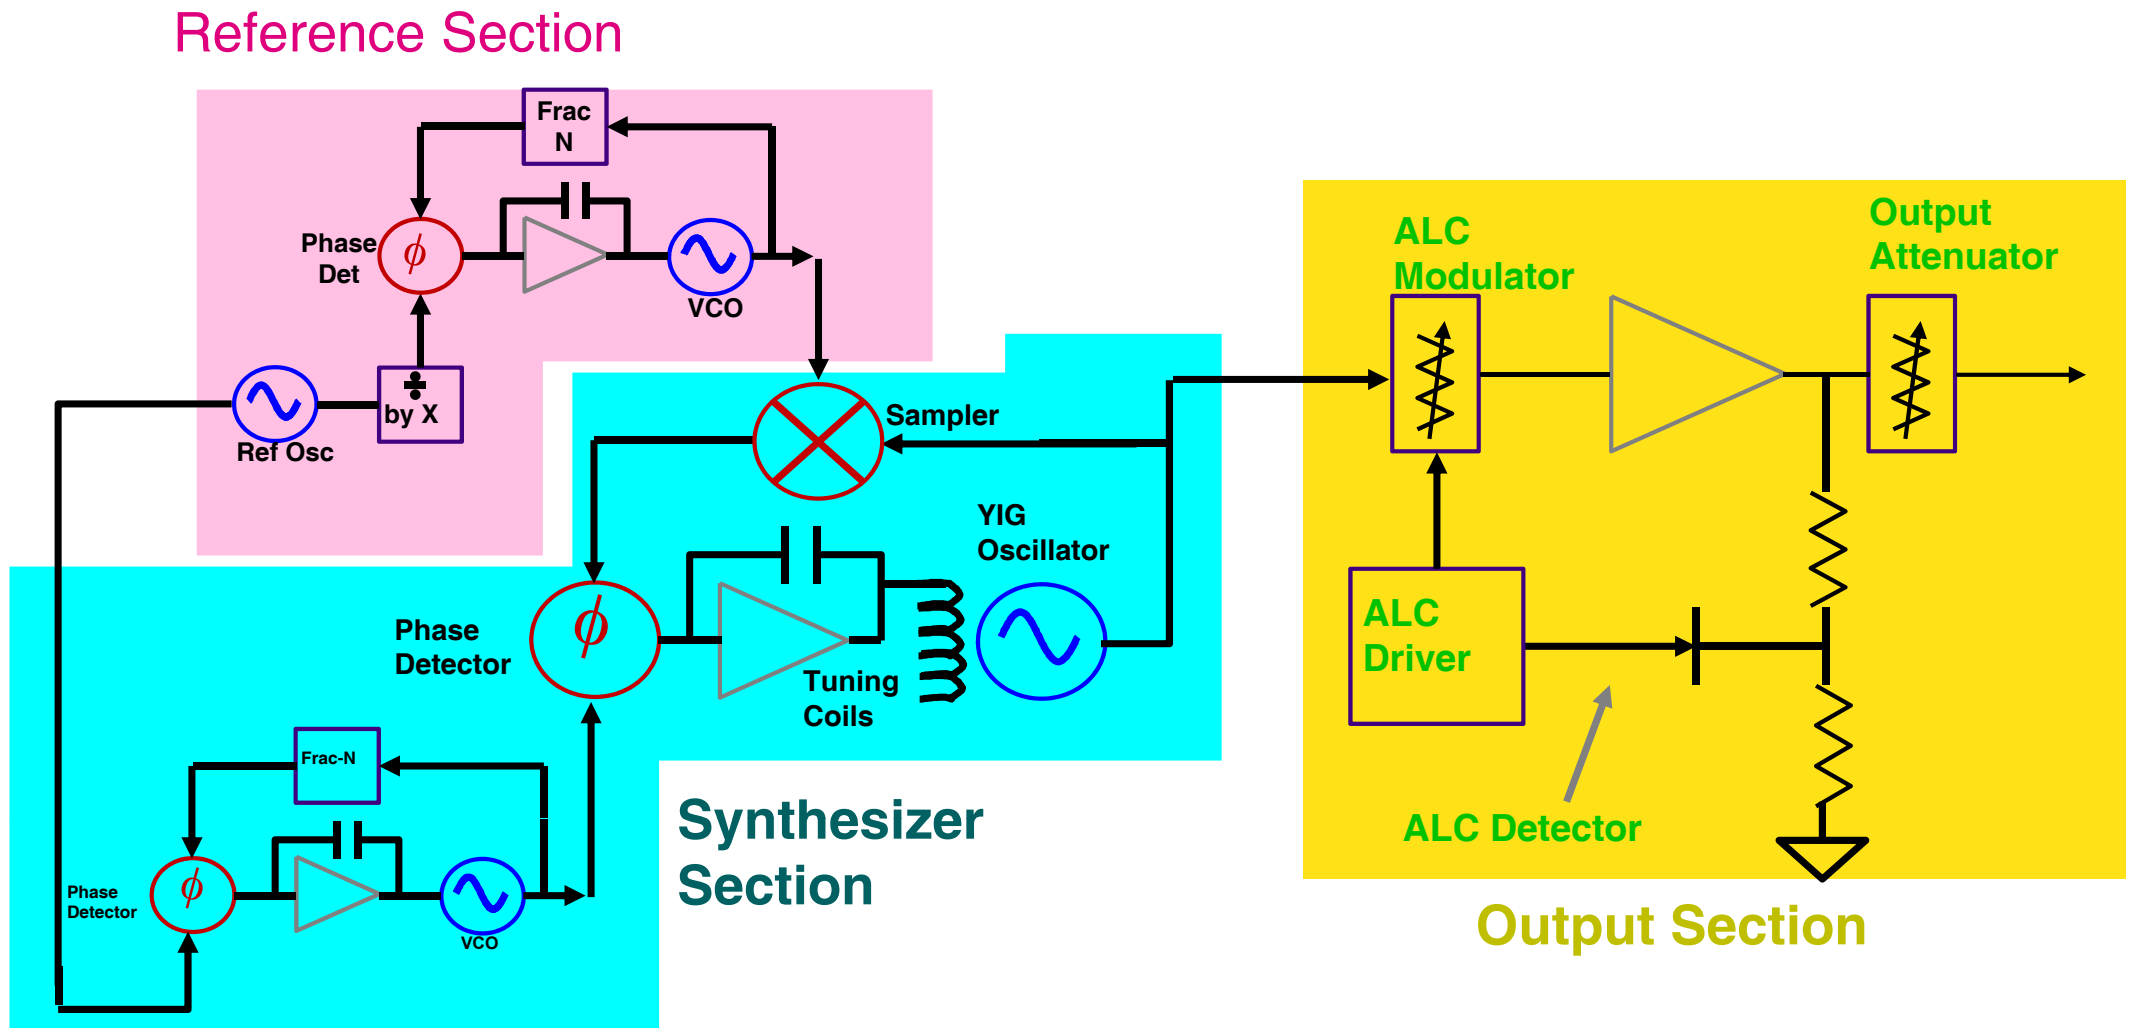 Reference Section
Frac
N
Phase
Det
ϕ
VCO
÷
by X
Ref Osc
Sampler
YIG
Oscillator
Phase
Detector
ϕ
Tuning
Coils
Frac-N
Phase
Detector
ϕ
VCO
Synthesizer
Section
ALC
Modulator
Output
Attenuator
ALC
Driver
ALC Detector
Output Section